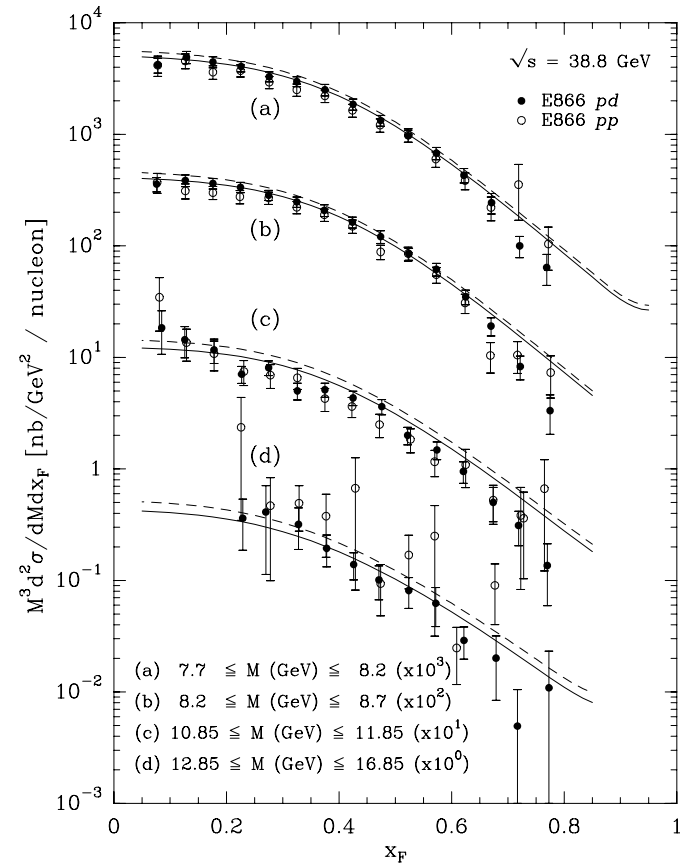 10^4
10^3
10^2
10
1
10^-1
10^-2
10^-3
M^3d^2σ/dMdx_F [nb/GeV^2 / nucleon]
√s = 38.8 GeV
E866 pd
E866 pp
(a)
(b)
(c)
(d)
(a) 7.7 ≦ M (GeV) ≦ 8.2 (x10^3)
(b) 8.2 ≦ M (GeV) ≦ 8.7 (x10^2)
(c) 10.85 ≦ M (GeV) ≦ 11.85 (x10^1)
(d) 12.85 ≦ M (GeV) ≦ 16.85 (x10^0)
0 0.2 0.4 0.6 0.8 1
x_F